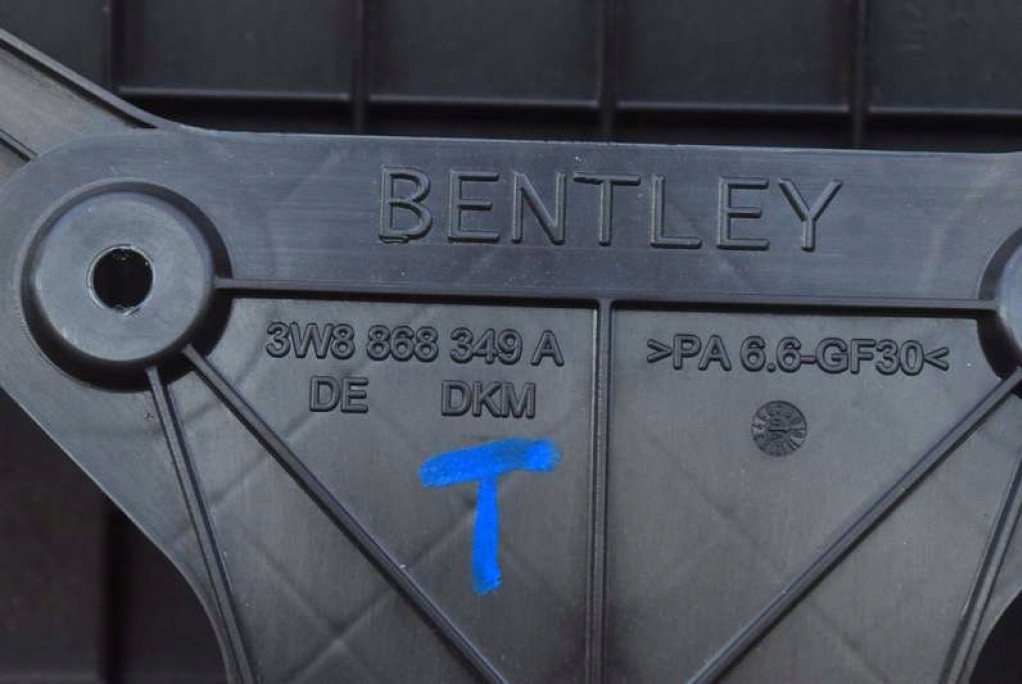 BENTLEY
3W8 868 349 A
DE DKM
>PA 6.6-GF30<
T